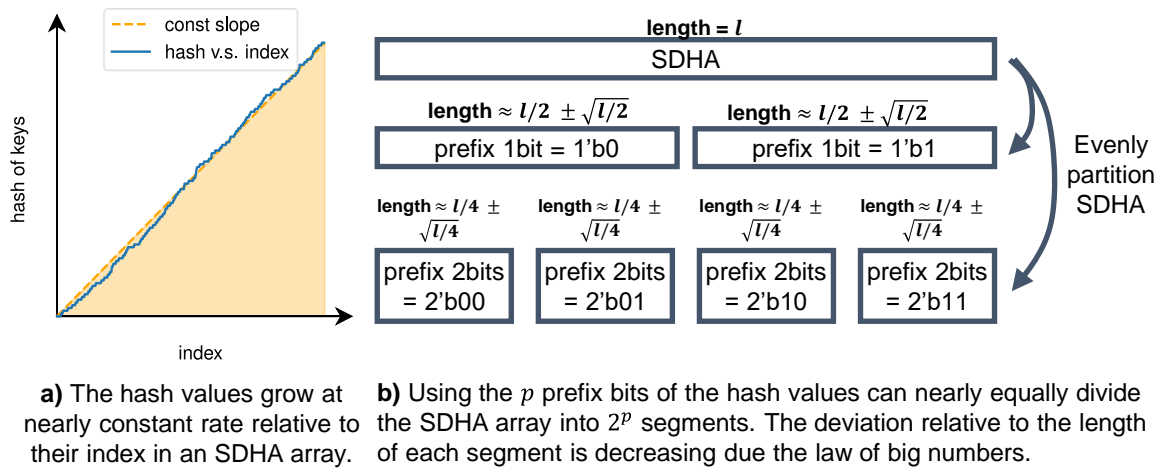 const slope
hash v.s. index
hash of keys
index
length = l
SDHA
length ≈ l/2 ± √l/2
length ≈ l/2 ± √l/2
prefix 1bit = 1'b0
prefix 1bit = 1'b1
length ≈ l/4 ±
√l/4
length ≈ l/4 ±
√l/4
length ≈ l/4 ±
√l/4
length ≈ l/4 ±
√l/4
prefix 2bits
= 2'b00
prefix 2bits
= 2'b01
prefix 2bits
= 2'b10
prefix 2bits
= 2'b11
Evenly
partition
SDHA
a) The hash values grow at
nearly constant rate relative to
their index in an SDHA array.
b) Using the p prefix bits of the hash values can nearly equally divide
the SDHA array into 2^p segments. The deviation relative to the length
of each segment is decreasing due the law of big numbers.